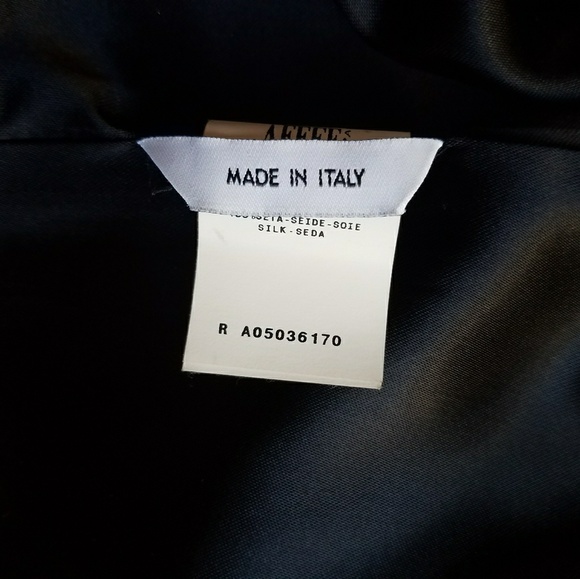 MADE IN ITALY
SETA-SEIDE-SOIE
SILK-SEDA
R A05036170